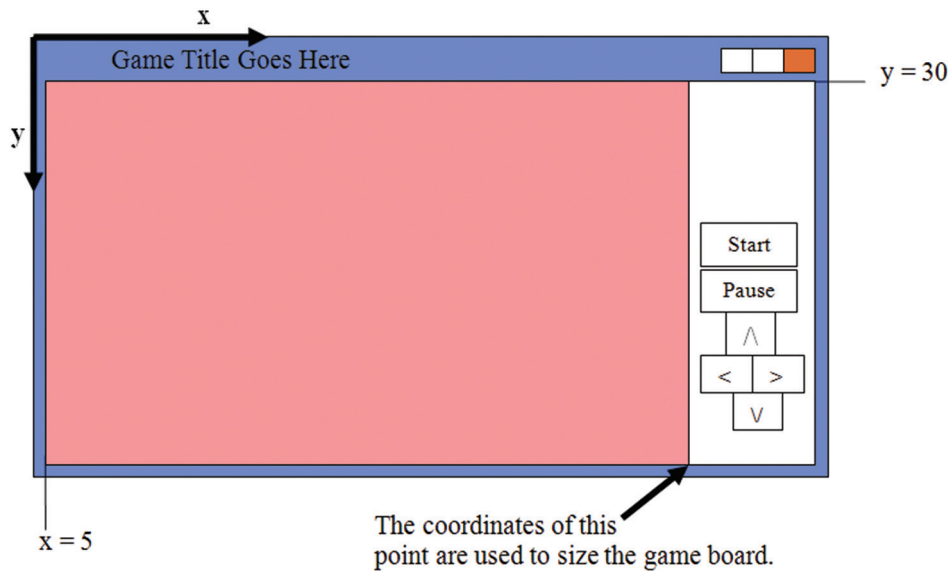 x
Game Title Goes Here
y = 30
y
Start
Pause
/\
< >
\/
x = 5
The coordinates of this
point are used to size the game board.